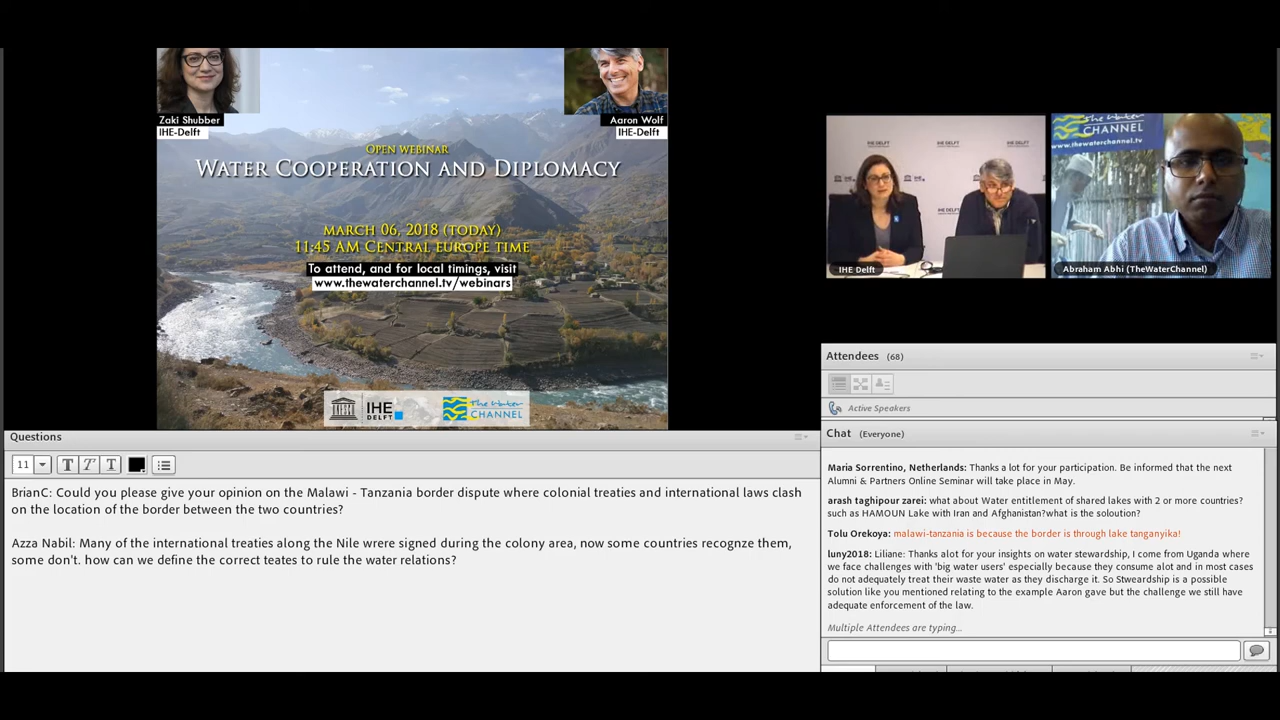 Zaki Shubber
IHE-Delft
Aaron Wolf
IHE-Delft
OPEN WEBINAR
WATER COOPERATION AND DIPLOMACY
MARCH 06, 2018 (TODAY)
11:45 AM CENTRAL EUROPE TIME
To attend, and for local timings, visit
www.thewaterchannel.tv/webinars
UNESCO
IHE
DELFT
The Water
CHANNEL
IHE DELFT
IHE DELFT
IHE Delft
The Water
CHANNEL
www.thewaterchannel.tv
Abraham Abhi (TheWaterChannel)
Attendees (68)
Active Speakers
Chat (Everyone)
Maria Sorrentino, Netherlands: Thanks a lot for your participation. Be informed that the next
Alumni & Partners Online Seminar will take place in May.
arash taghipour zarei: what about Water entitlement of shared lakes with 2 or more countries?
such as HAMOUN Lake with Iran and Afghanistan?what is the soloution?
Tolu Orekoya: malawi-tanzania is because the border is through lake tanganyika!
luny2018: Liliane: Thanks alot for your insights on water stewardship, I come from Uganda where
we face challenges with 'big water users' especially because they consume alot and in most cases
do not adequately treat their waste water as they discharge it. So Stweardship is a possible
solution like you mentioned relating to the example Aaron gave but the challenge we still have
adequate enforcement of the law.
Multiple Attendees are typing...
Questions
11
T T T
BrianC: Could you please give your opinion on the Malawi - Tanzania border dispute where colonial treaties and international laws clash
on the location of the border between the two countries?
Azza Nabil: Many of the international treaties along the Nile wrere signed during the colony area, now some countries recognze them,
some don't. how can we define the correct teates to rule the water relations?